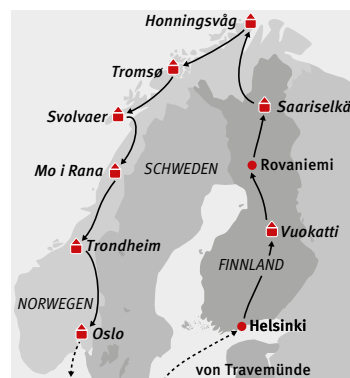 Honningsvåg
Tromsø
Saariselkä
Svolvaer
Mo i Rana
SCHWEDEN
Rovaniemi
Trondheim
Vuokatti
FINNLAND
NORWEGEN
Oslo
Helsinki
von Travemünde